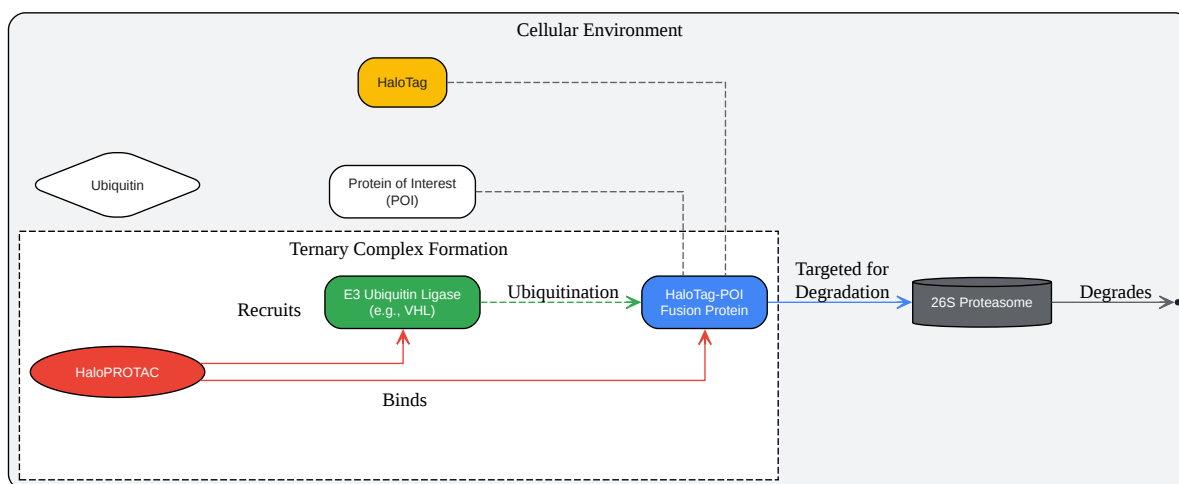 Cellular Environment
HaloTag
Ubiquitin
Protein of Interest
(POI)
Ternary Complex Formation
E3 Ubiquitin Ligase
(e.g., VHL)
Ubiquitination
HaloTag-POI
Fusion Protein
Targeted for
Degradation
26S Proteasome
Degrades
Recruits
HaloPROTAC
Binds